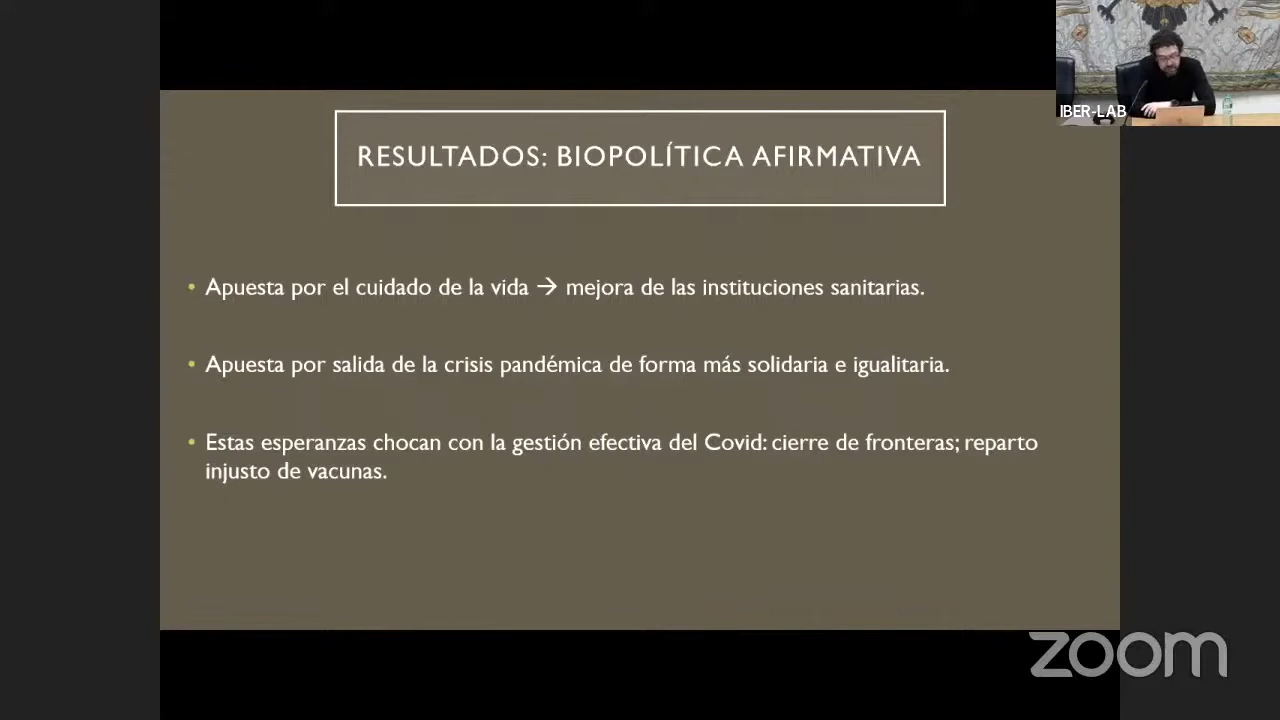 IBER-LAB
RESULTADOS: BIOPOLÍTICA AFIRMATIVA
• Apuesta por el cuidado de la vida → mejora de las instituciones sanitarias.
• Apuesta por salida de la crisis pandémica de forma más solidaria e igualitaria.
• Estas esperanzas chocan con la gestión efectiva del Covid: cierre de fronteras; reparto
injusto de vacunas.
zoom